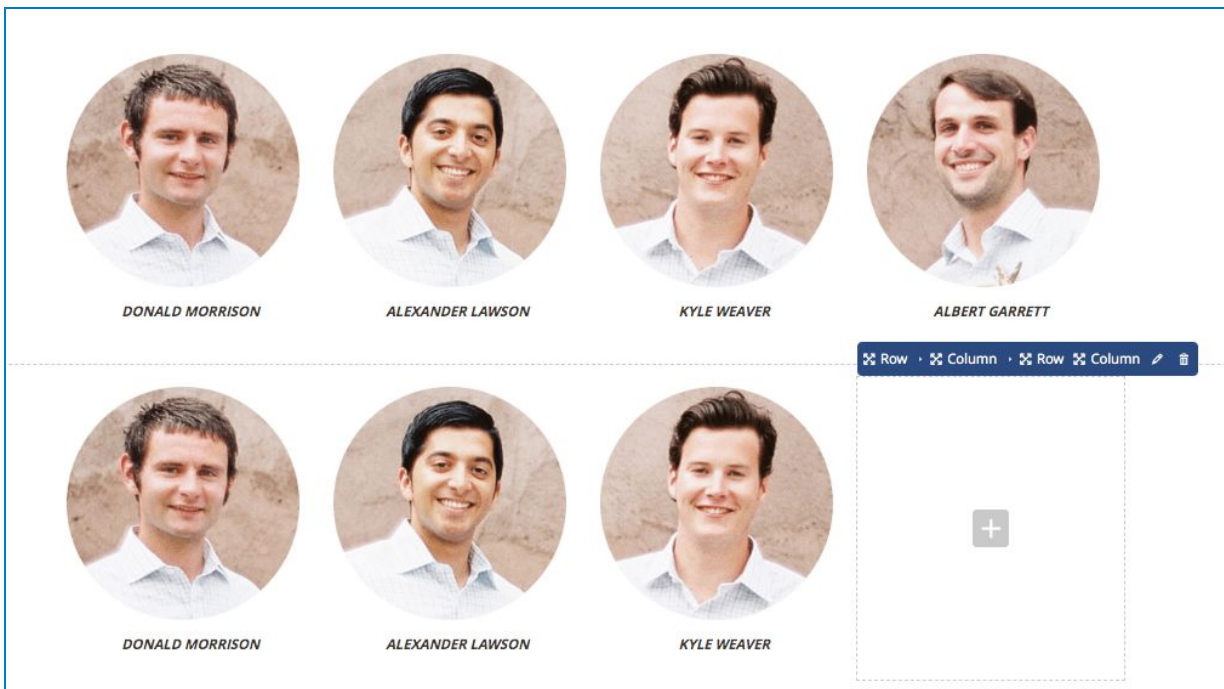 DONALD MORRISON
ALEXANDER LAWSON
KYLE WEAVER
ALBERT GARRETT
Row Column Row Column
DONALD MORRISON
ALEXANDER LAWSON
KYLE WEAVER